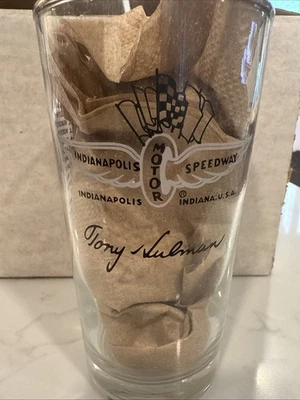 INDIANAPOLIS MOTOR SPEEDWAY
INDIANAPOLIS ® INDIANA. U.S.A.
Tony Hulman